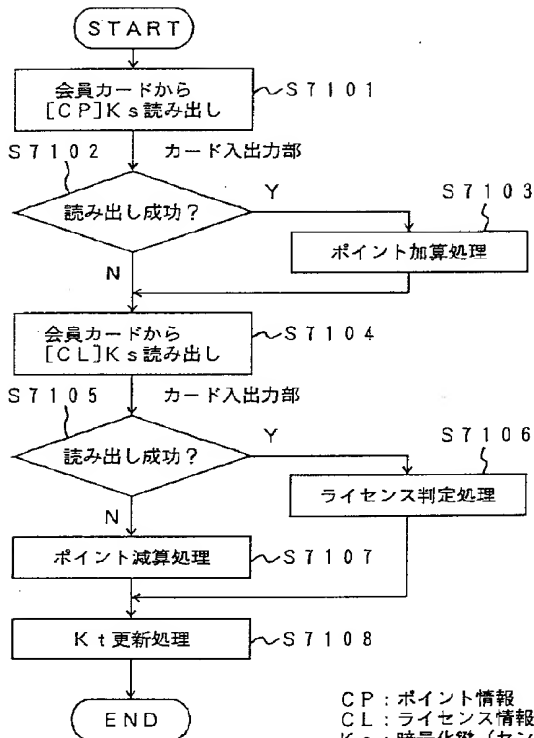 START
会員カードから
[CP]Ks読み出し
S7101
S7102
カード入出力部
読み出し成功?
Y
S7103
ポイント加算処理
N
会員カードから
[CL]Ks読み出し
S7104
S7105
カード入出力部
読み出し成功?
Y
S7106
ライセンス判定処理
N
ポイント減算処理
S7107
Kt更新処理
S7108
END
CP:ポイント情報
CL:ライセンス情報